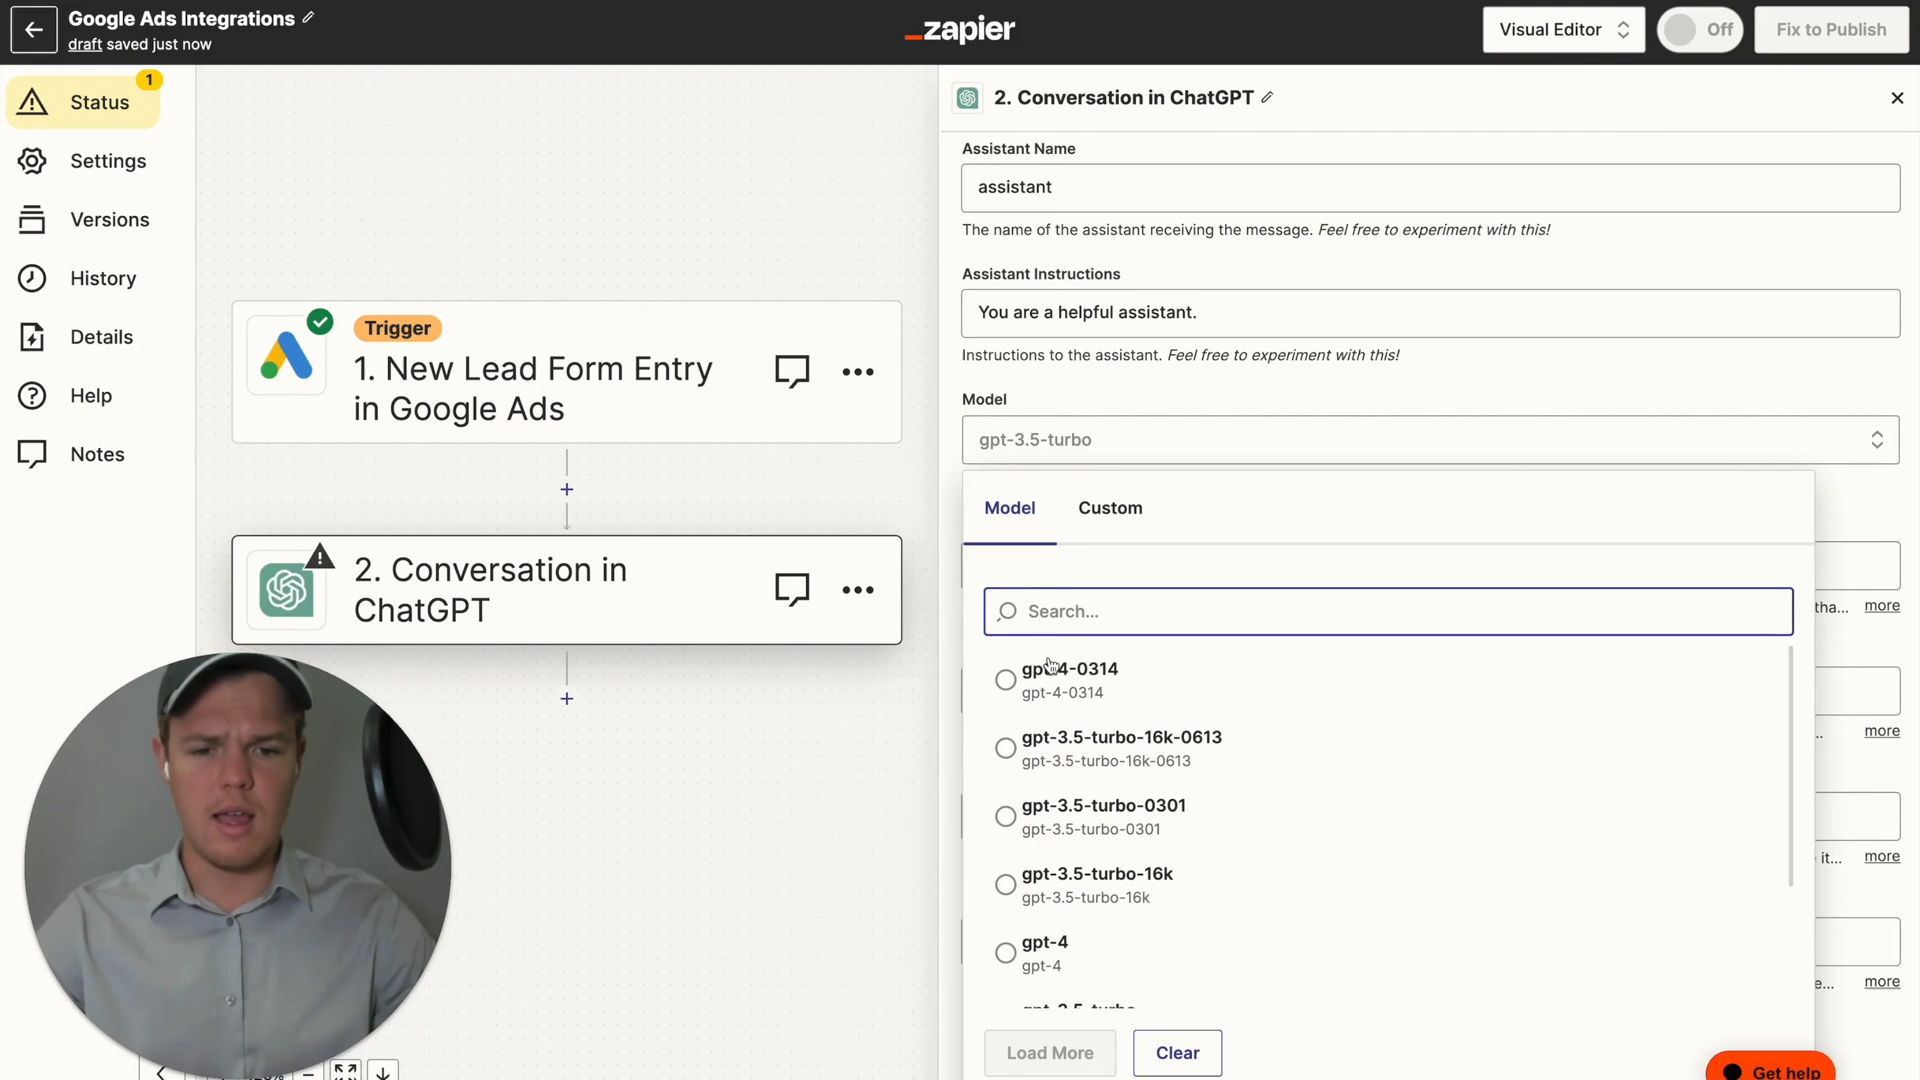 Google Ads Integrations
draft saved just now
zapier
Visual Editor
Off
Fix to Publish
1
Status
Settings
Versions
History
Details
Help
Notes
Trigger
1. New Lead Form Entry
in Google Ads
2. Conversation in
ChatGPT
2. Conversation in ChatGPT
Assistant Name
assistant
The name of the assistant receiving the message. Feel free to experiment with this!
Assistant Instructions
You are a helpful assistant.
Instructions to the assistant. Feel free to experiment with this!
Model
gpt-3.5-turbo
Model
Custom
Search...
gpt-4-0314
gpt-4-0314
gpt-3.5-turbo-16k-0613
gpt-3.5-turbo-16k-0613
gpt-3.5-turbo-0301
gpt-3.5-turbo-0301
gpt-3.5-turbo-16k
gpt-3.5-turbo-16k
gpt-4
gpt-4
gpt-3.5-turbo
Load More
Clear
tha... more
... more
it... more
e... more
Get help